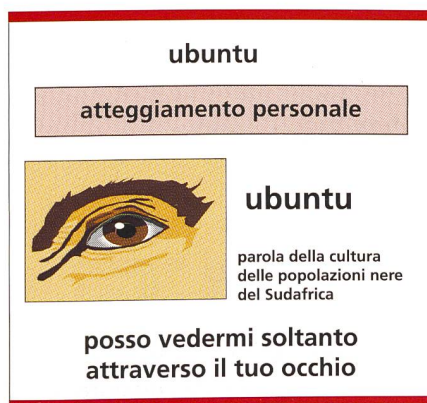 ubuntu
atteggiamento personale
ubuntu
parola della cultura
delle popolazioni nere
del Sudafrica
posso vedermi soltanto
attraverso il tuo occhio